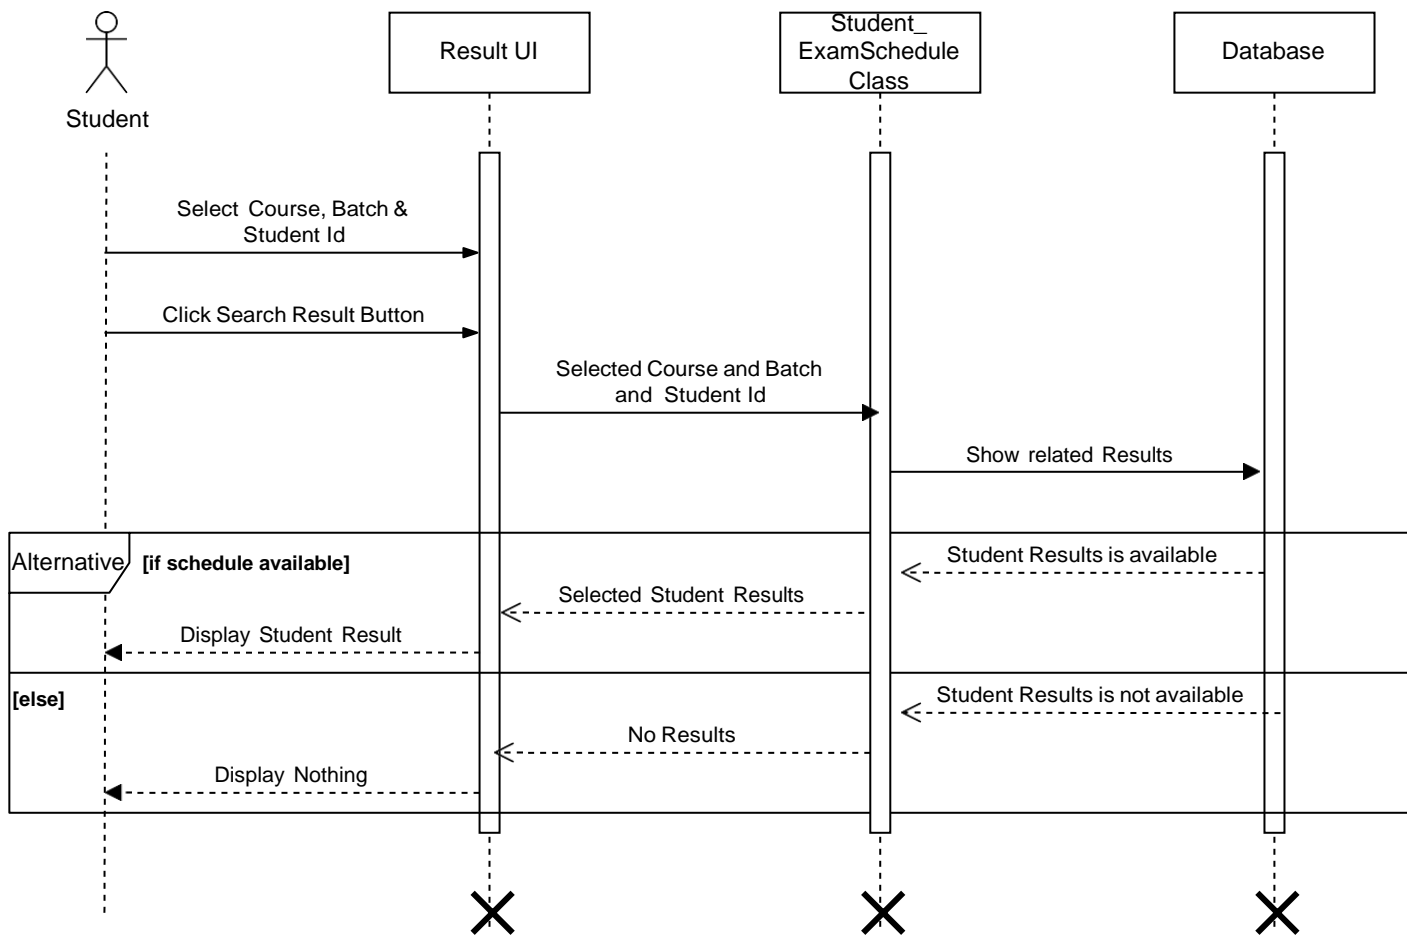 Student
Result UI
Student_
ExamSchedule
Class
Database
Select Course, Batch &
Student Id
Click Search Result Button
Selected Course and Batch
and Student Id
Show related Results
Alternative
[if schedule available]
Student Results is available
Selected Student Results
Display Student Result
[else]
Student Results is not available
No Results
Display Nothing